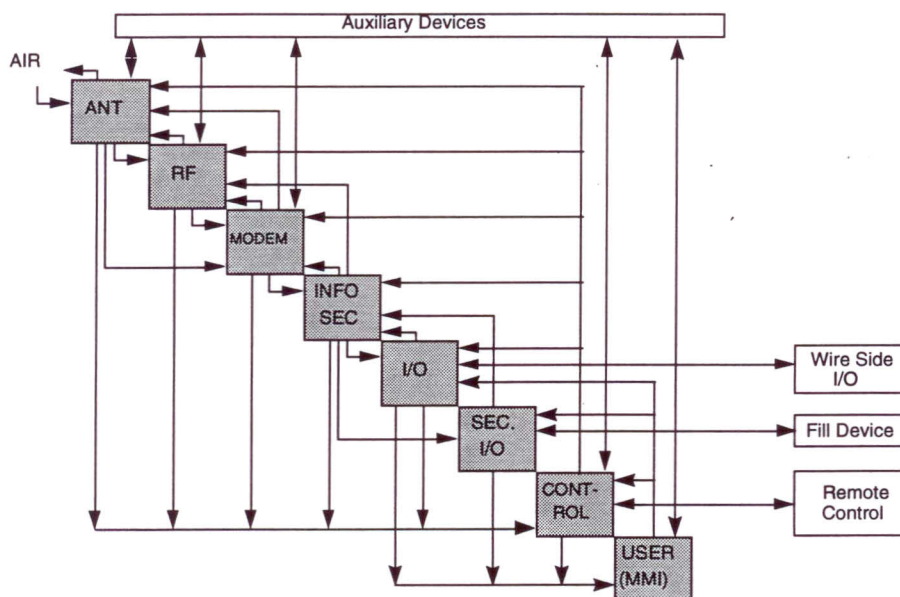 Auxiliary Devices
AIR
ANT
RF
MODEM
INFO
SEC
I/O
Wire Side
I/O
SEC.
I/O
Fill Device
CONT-
ROL
Remote
Control
USER
(MMI)